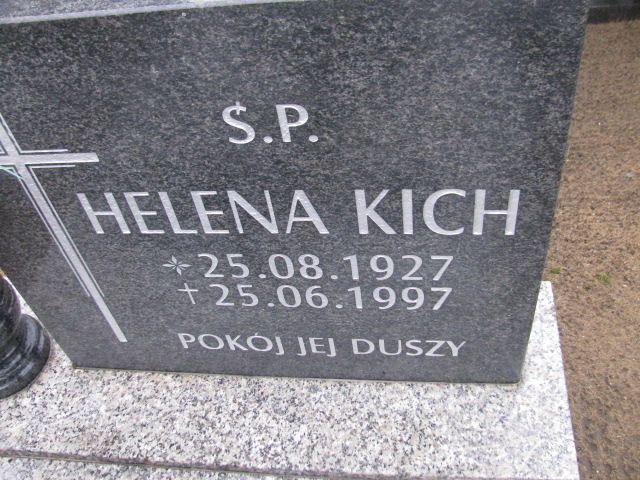 Ś.P.
HELENA KICH
* 25.08.1927
† 25.06.1997
POKÓJ JEJ DUSZY